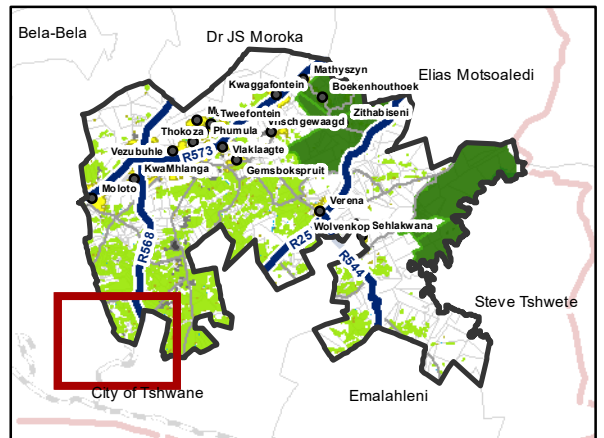 Bela-Bela
Dr JS Moroka
Elias Motsoaledi
Mathyszyn
Kwaggafontein
Boekenhouthoek
Tweefontein
Zithabiseni
Thokoza
Phumula
Vezubuhle
Vlaklaagte
R573
KwaMhlanga
Gemsbokspruit
Moloto
Verena
Wolvenkop
Sehlakwana
R568
R25
R544
Steve Tshwete
City of Tshwane
Emalahleni